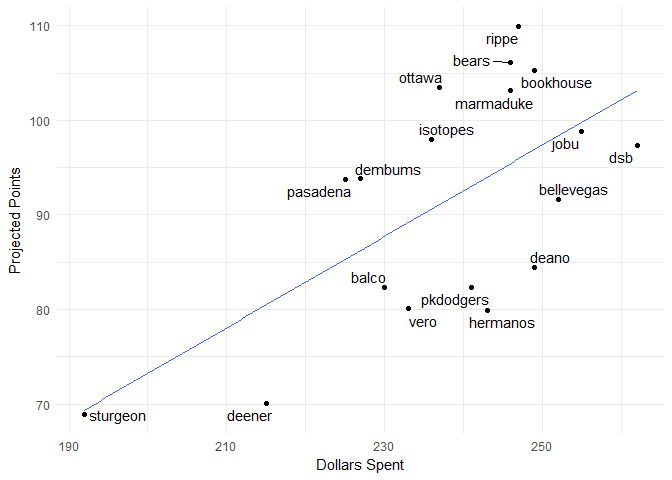 110
rippe
bears
ottawa
bookhouse
marmaduke
100
isotopes
jobu
dsb
dembums
pasadena
bellevegas
90
Projected Points
deano
balco
pkdodgers
80
vero
hermanos
70
sturgeon
deener
190
210
230
250
Dollars Spent